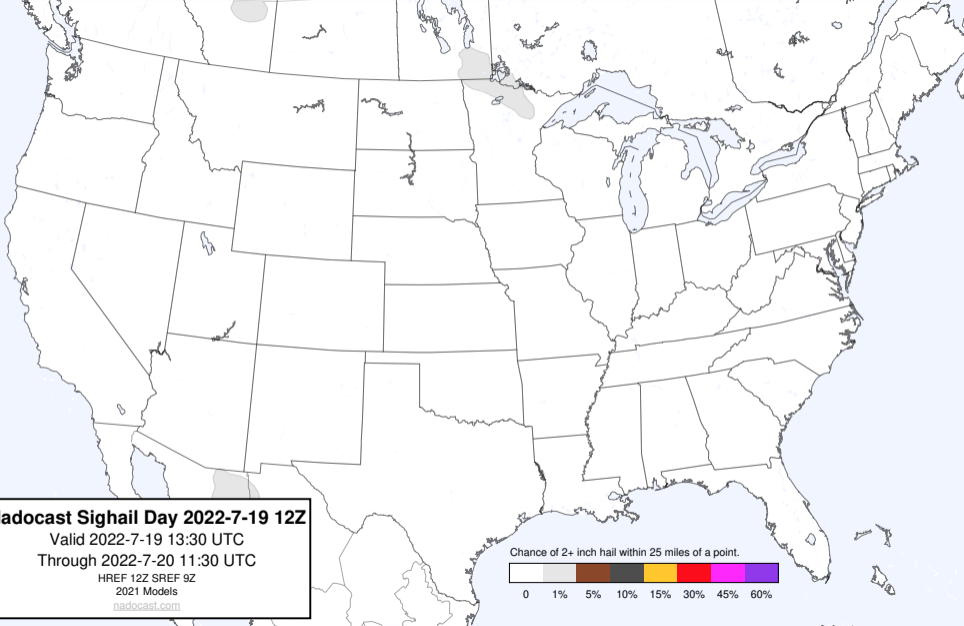 adocast Sighail Day 2022-7-19 12Z
Valid 2022-7-19 13:30 UTC
Through 2022-7-20 11:30 UTC
HREF 12Z SREF 9Z
2021 Models
nadocast.com
Chance of 2+ inch hail within 25 miles of a point.
0 1% 5% 10% 15% 30% 45% 60%